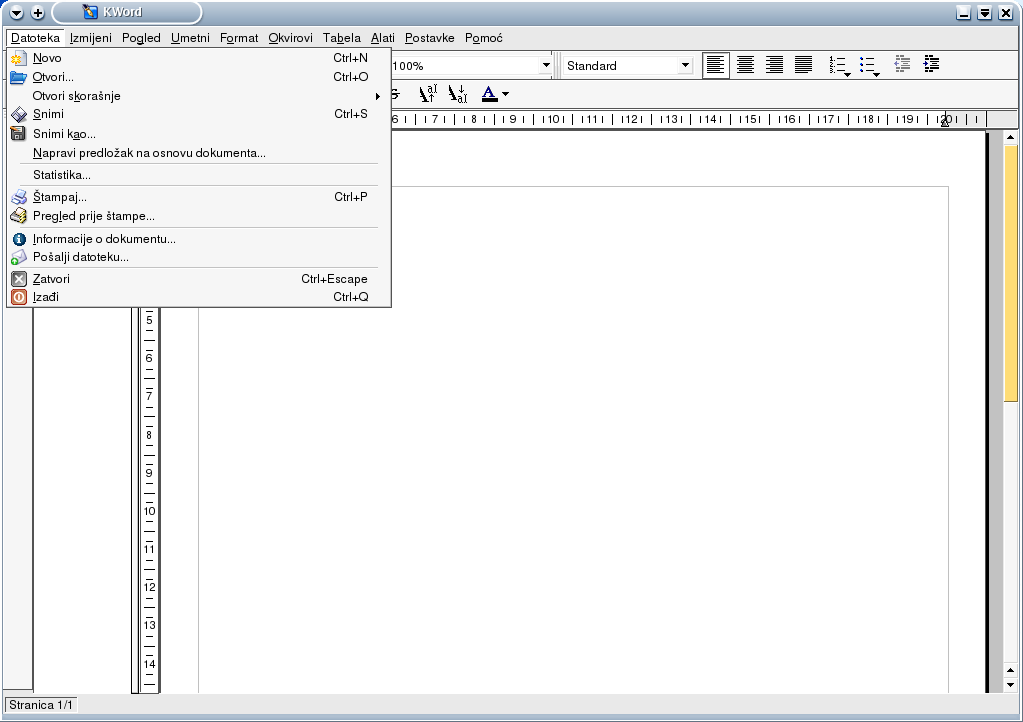 KWord
Datoteka Izmijeni Pogled Umetni Format Okvirovi Tabela Alati Postavke Pomoć
Novo Ctrl+N
Otvori... Ctrl+O
Otvori skorašnje
Snimi Ctrl+S
Snimi kao...
Napravi predložak na osnovu dokumenta...
Statistika...
Štampaj... Ctrl+P
Pregled prije štampe...
Informacije o dokumentu...
Pošalji datoteku...
Zatvori Ctrl+Escape
Izađi Ctrl+Q
100% Standard
6 7 8 9 10 11 12 13 14 15 16 17 18 19 20
5
6
7
8
9
10
11
12
13
14
Stranica 1/1